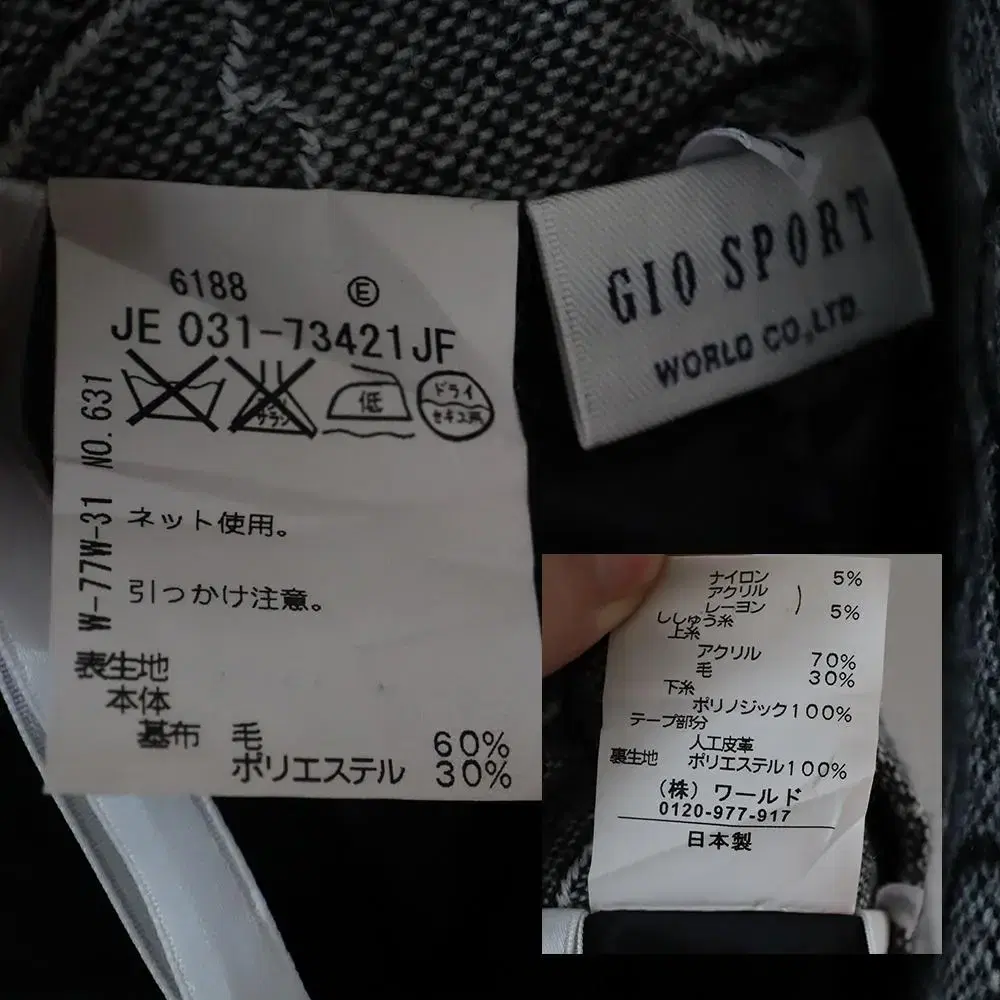 6188 Ⓔ
JE 031-73421JF
サラン 低 ドライ
セキユ系
W-77W-31 NO. 631
ネット使用。
引っかけ注意。
表生地
本体
基布 毛 60%
ポリエステル 30%
GIO SPORT
WORLD CO.,LTD.
ナイロン 5%
アクリル
レーヨン ) 5%
ししゅう糸
上糸
アクリル 70%
毛 30%
下糸
ポリノジック100%
テープ部分
人工皮革
裏生地 ポリエステル100%
(株) ワールド
0120-977-917
日本製